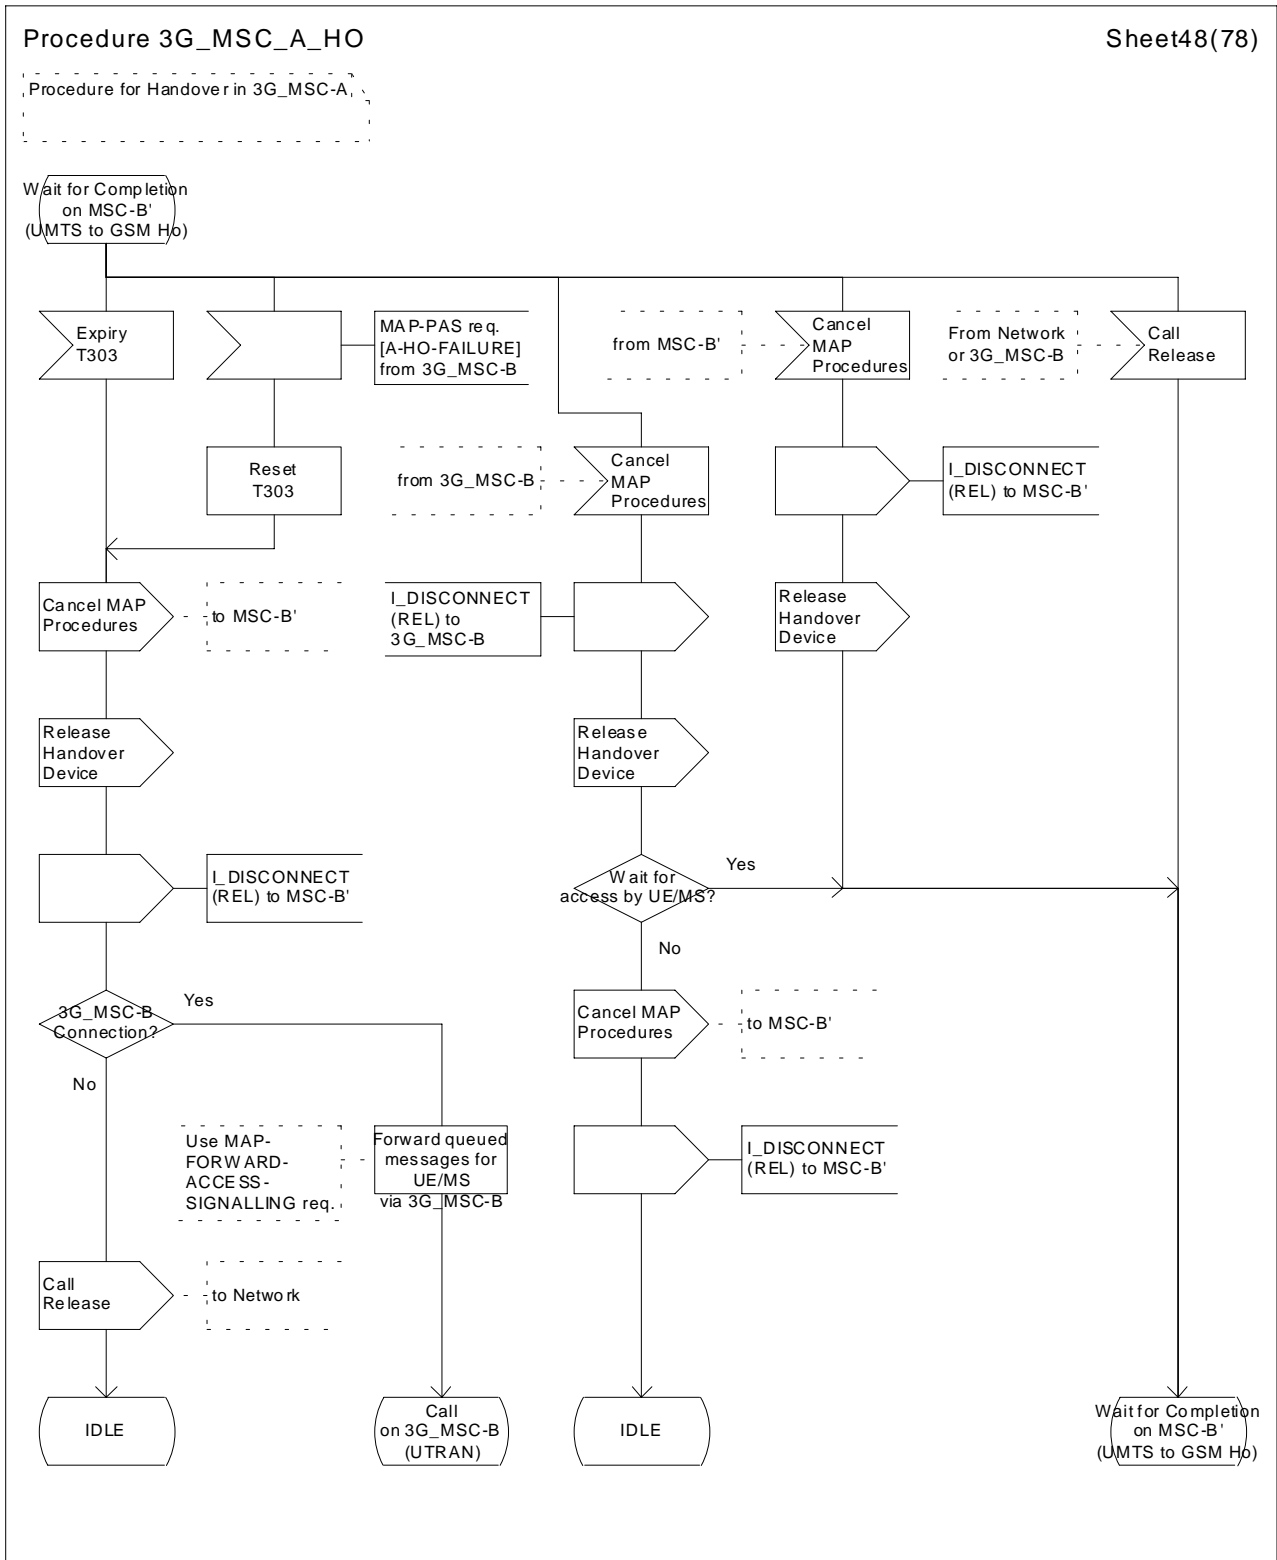 Procedure 3G_MSC_A_HO
Sheet48(78)
Procedure for Handover in 3G_MSC-A
Wait for Completion
on MSC-B'
(UMTS to GSM Ho)
Expiry
T303
MAP-PAS req.
[A-HO-FAILURE]
from 3G_MSC-B
from MSC-B'
Cancel
MAP
Procedures
From Network
or 3G_MSC-B
Call
Release
Reset
T303
from 3G_MSC-B
Cancel
MAP
Procedures
I_DISCONNECT
(REL) to MSC-B'
Cancel MAP
Procedures
to MSC-B'
I_DISCONNECT
(REL) to
3G_MSC-B
Release
Handover
Device
Release
Handover
Device
Release
Handover
Device
I_DISCONNECT
(REL) to MSC-B'
Wait for
access by UE/MS?
Yes
No
3G_MSC-B
Connection?
Yes
No
Cancel MAP
Procedures
to MSC-B'
Use MAP-
FORWARD-
ACCESS-
SIGNALLING req.
Forward queued
messages for
UE/MS
via 3G_MSC-B
I_DISCONNECT
(REL) to MSC-B'
Call
Release
to Network
IDLE
Call
on 3G_MSC-B
(UTRAN)
IDLE
Wait for Completion
on MSC-B'
(UMTS to GSM Ho)